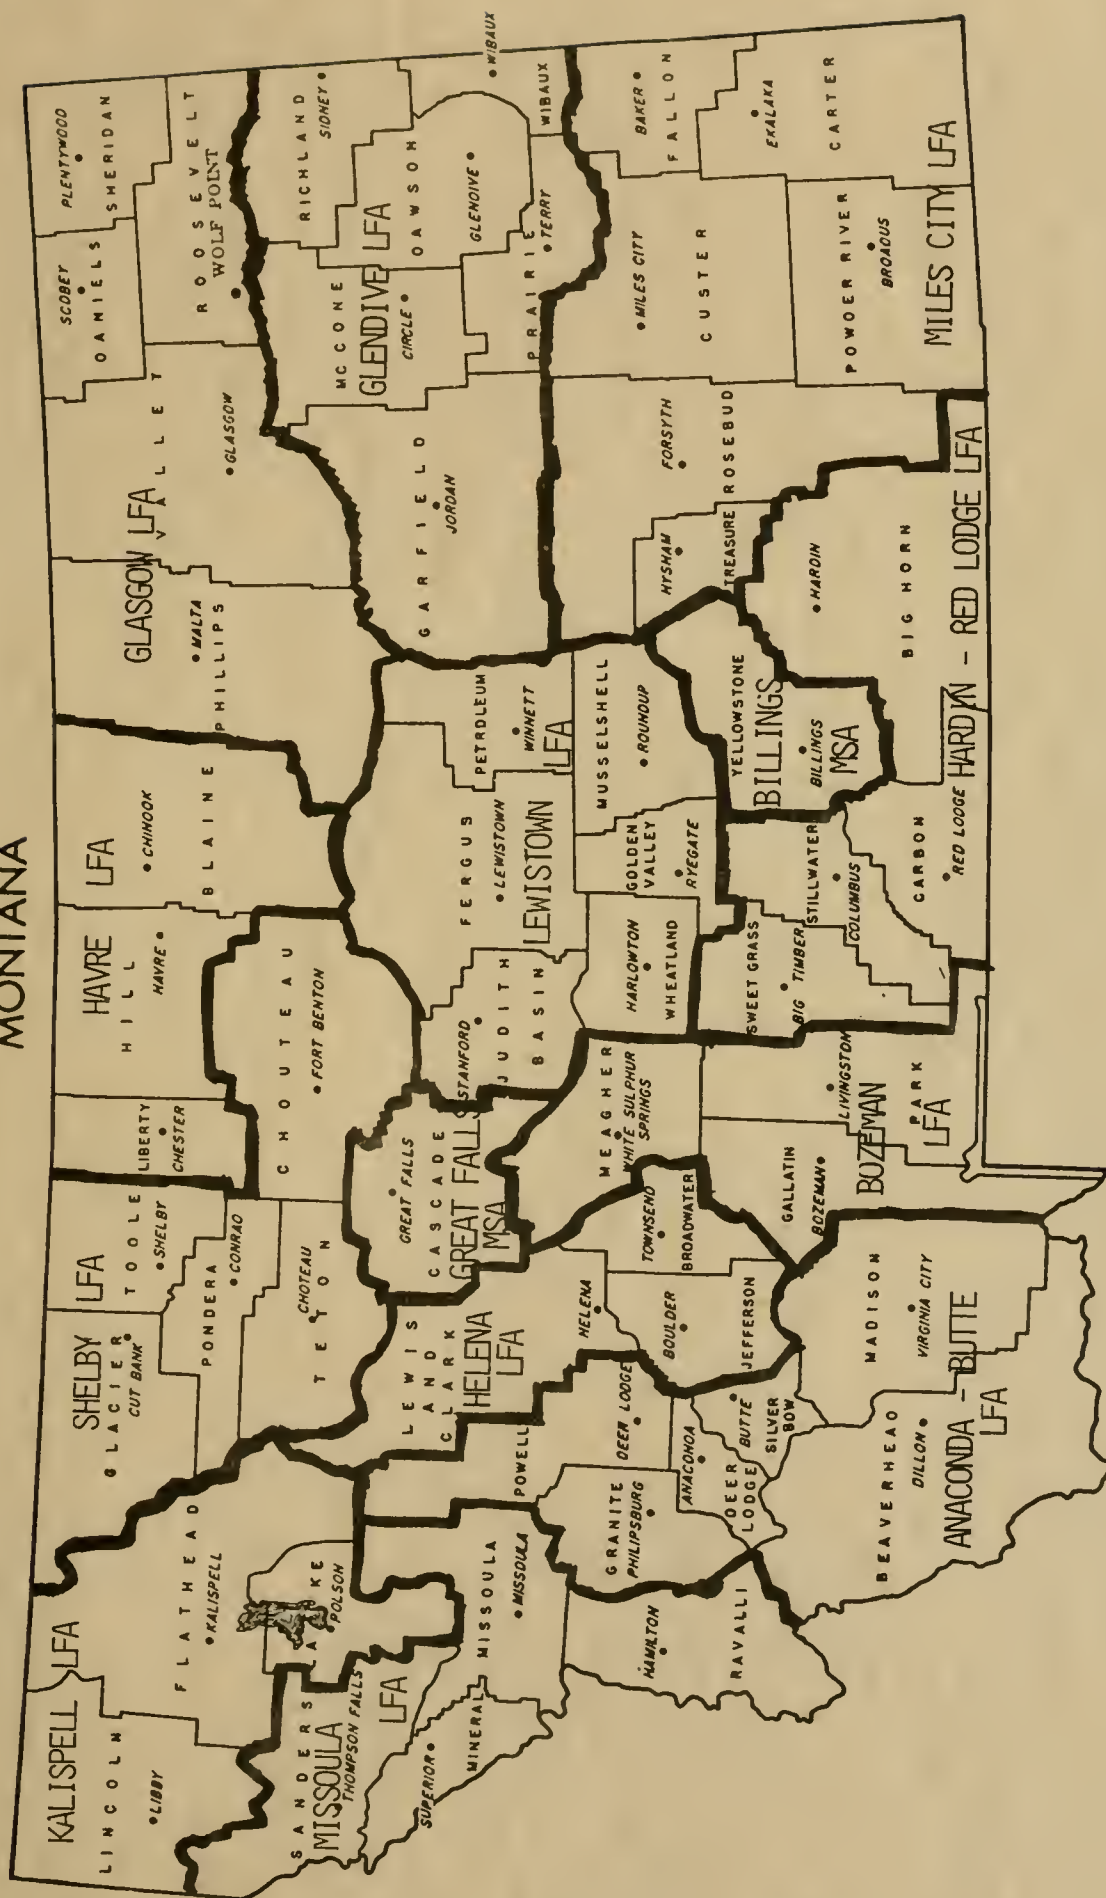 MONTANA
KALISPELL LFA
LINCOLN
LIBBY
FLATHEAD
KALISPELL
LAKE
POLSON
SHELBY LFA
GLACIER
CUT BANK
TOOLE
SHELBY
PONDERA
CONRAD
TETON
CHOTEAU
HAVRE LFA
LIBERTY
CHESTER
HILL
HAVRE
BLAINE
CHINOOK
GLASGOW LFA
PHILLIPS
MALTA
VALLEY
GLASGOW
DANIELS
SCOBEY
SHERIDAN
PLENTYWOOD
ROOSEVELT
WOLF POINT
MISSOULA LFA
SANDERS
THOMPSON FALLS
MINERAL
SUPERIOR
MISSOULA
MISSOULA
RAVALLI
HAMILTON
HELENA LFA
LEWIS AND CLARK
HELENA
JEFFERSON
BOULDER
BROADWATER
TOWNSEND
GREAT FALLS MSA
CASCADE
GREAT FALLS
CHOUTEAU
FORT BENTON
LEWISTOWN LFA
JUDITH BASIN
STANFORD
FERGUS
LEWISTOWN
PETROLEUM
WINNETT
WHEATLAND
HARLOWTON
GOLDEN VALLEY
RYEGATE
MUSSELSHELL
ROUNDUP
GLENDIVE LFA
GARFIELD
JORDAN
MCCONE
CIRCLE
RICHLAND
SIDNEY
DAWSON
GLENDIVE
PRAIRIE
TERRY
WIBAUX
WIBAUX
ANACONDA - BUTTE LFA
POWELL
DEER LODGE
GRANITE
PHILIPSBURG
DEER LODGE
ANACONDA
SILVER BOW
BUTTE
BEAVERHEAD
DILLON
MADISON
VIRGINIA CITY
BOZEMAN LFA
MEAGHER
WHITE SULPHUR SPRINGS
GALLATIN
BOZEMAN
PARK
LIVINGSTON
BILLINGS MSA
YELLOWSTONE
BILLINGS
HARDIN - RED LODGE LFA
SWEET GRASS
BIG TIMBER
STILLWATER
COLUMBUS
CARBON
RED LODGE
BIG HORN
HARDIN
MILES CITY LFA
TREASURE
HYSHAM
ROSEBUD
FORSYTH
CUSTER
MILES CITY
FALLON
BAKER
POWDER RIVER
BROADUS
CARTER
EKALAKA